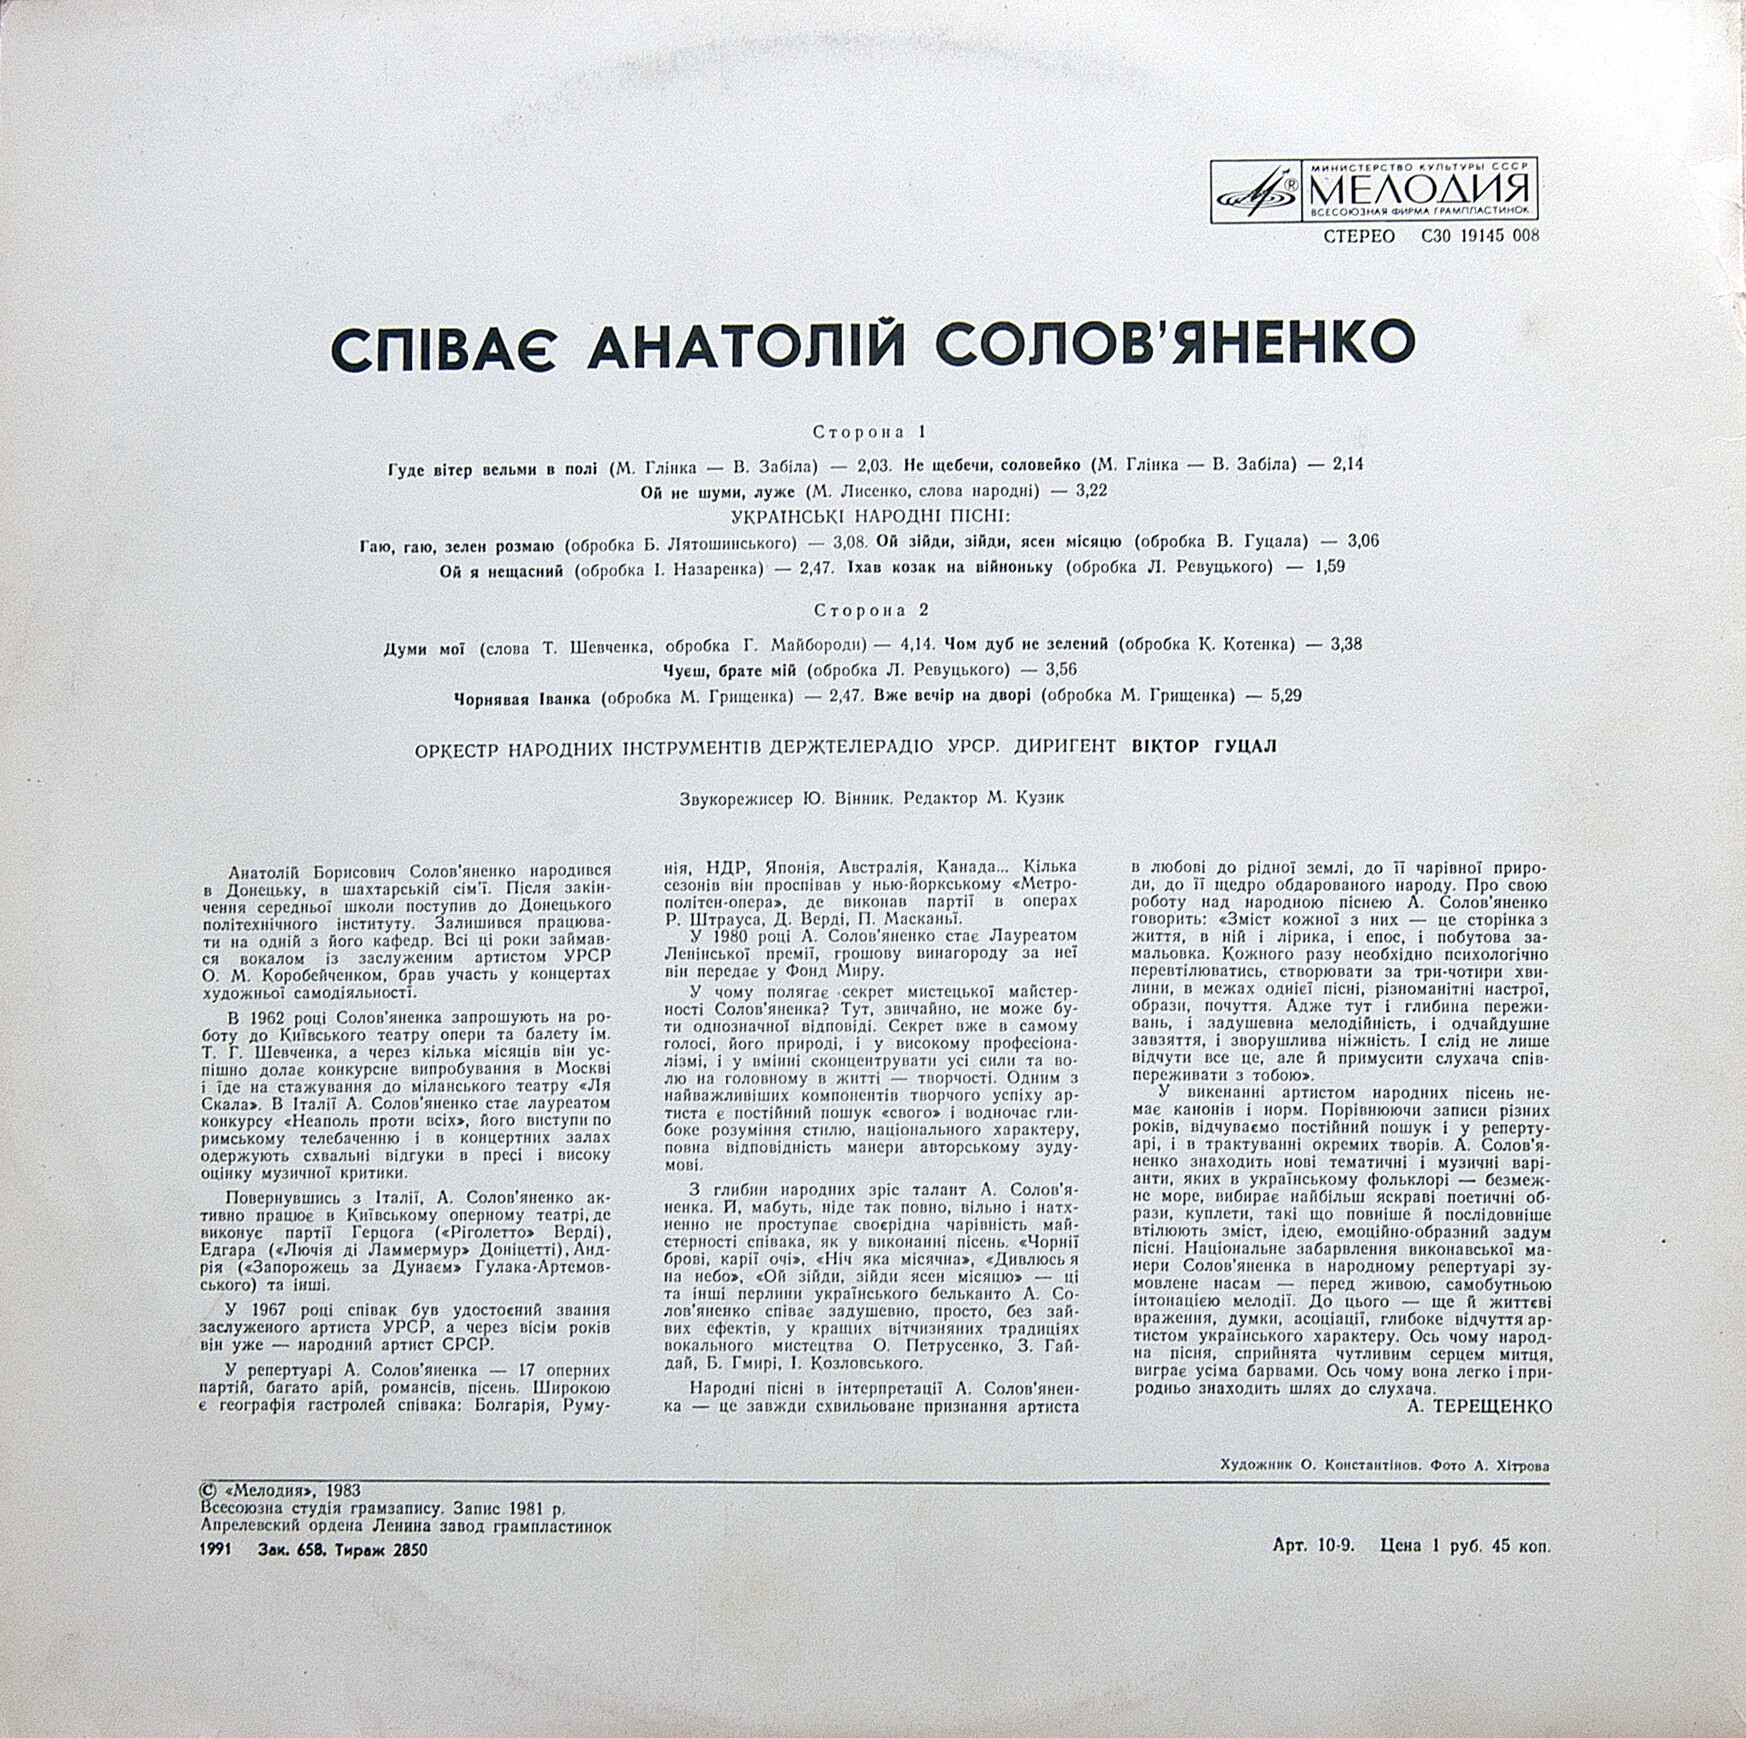 МИНИСТЕРСТВО КУЛЬТУРЫ СССР
МЕЛОДИЯ
ВСЕСОЮЗНАЯ ФИРМА ГРАМПЛАСТИНОК
СТЕРЕО С30 19145 008
СПІВАЄ АНАТОЛІЙ СОЛОВ'ЯНЕНКО
Сторона 1
Гуде вітер вельми в полі (М. Глінка — В. Забіла) — 2,03. Не щебечи, соловейко (М. Глінка — В. Забіла) — 2,14
Ой не шуми, луже (М. Лисенко, слова народні) — 3,22
УКРАЇНСЬКІ НАРОДНІ ПІСНІ:
Гаю, гаю, зелен розмаю (обробка Б. Лятошинського) — 3,08. Ой зійди, зійди, ясен місяцю (обробка В. Гуцала) — 3,06
Ой я нещасний (обробка І. Назаренка) — 2,47. Їхав козак на війноньку (обробка Л. Ревуцького) — 1,59
Сторона 2
Думи мої (слова Т. Шевченка, обробка Г. Майбороди) — 4,14. Чом дуб не зелений (обробка К. Котенка) — 3,38
Чуєш, брате мій (обробка Л. Ревуцького) — 3,56
Чорнявая Іванка (обробка М. Грищенка) — 2,47. Вже вечір на дворі (обробка М. Грищенка) — 5,29
ОРКЕСТР НАРОДНИХ ІНСТРУМЕНТІВ ДЕРЖТЕЛЕРАДІО УРСР. ДИРИГЕНТ ВІКТОР ГУЦАЛ
Звукорежисер Ю. Вінник. Редактор М. Кузик
Анатолій Борисович Солов'яненко народився
в Донецьку, в шахтарській сім'ї. Після закін-
чення середньої школи поступив до Донецького
політехнічного інституту. Залишився працюва-
ти на одній з його кафедр. Всі ці роки займав-
ся вокалом із заслуженим артистом УРСР
О. М. Коробейченком, брав участь у концертах
художньої самодіяльності.
В 1962 році Солов'яненка запрошують на ро-
боту до Київського театру опери та балету ім.
Т. Г. Шевченка, а через кілька місяців він ус-
пішно долає конкурсне випробування в Москві
і їде на стажування до міланського театру «Ля
Скала». В Італії А. Солов'яненко стає лауреатом
конкурсу «Неаполь проти всіх», його виступи по
римському телебаченню і в концертних залах
одержують схвальні відгуки в пресі і високу
оцінку музичної критики.
Повернувшись з Італії, А. Солов'яненко ак-
тивно працює в Київському оперному театрі, де
виконує партії Герцога («Ріголетто» Верді),
Едгара («Лючія ді Ламмермур» Доніцетті), Анд-
рія («Запорожець за Дунаєм» Гулака-Артемов-
ського) та інші.
У 1967 році співак був удостоєний звання
заслуженого артиста УРСР, а через вісім років
він уже — народний артист СРСР.
У репертуарі А. Солов'яненка — 17 оперних
партій, багато арій, романсів, пісень. Широкою
є географія гастролей співака: Болгарія, Руму-
нія, НДР, Японія, Австралія, Канада... Кілька
сезонів він проспівав у нью-йоркському «Метро-
політен-опера», де виконав партії в операх
Р. Штрауса, Д. Верді, П. Масканьї.
У 1980 році А. Солов'яненко стає Лауреатом
Ленінської премії, грошову винагороду за неї
він передає у Фонд Миру.
У чому полягає секрет мистецької майстер-
ності Солов'яненка? Тут, звичайно, не може бу-
ти однозначної відповіді. Секрет вже в самому
голосі, його природі, і у високому професіона-
лізмі, і у вмінні сконцентрувати усі сили та во-
лю на головному в житті — творчості. Одним з
найважливіших компонентів творчого успіху ар-
тиста є постійний пошук «свого» і водночас гли-
боке розуміння стилю, національного характеру,
повна відповідність манери авторському заду-
мові.
З глибин народних зріс талант А. Солов'я-
ненка. Й, мабуть, ніде так повно, вільно і натх-
ненно не проступає своєрідна чарівність май-
стерності співака, як у виконанні пісень. «Чорнії
брові, карії очі», «Ніч яка місячна», «Дивлюсь я
на небо», «Ой зійди, зійди ясен місяцю» — ці
та інші перлини українського бельканто А. Со-
лов'яненко співає задушевно, просто, без зай-
вих ефектів, у кращих вітчизняних традиціях
вокального мистецтва О. Петрусенко, З. Гай-
дай, Б. Гмирі, І. Козловського.
Народні пісні в інтерпретації А. Солов'янен-
ка — це завжди схвильоване признання артиста
в любові до рідної землі, до її чарівної приро-
ди, до її щедро обдарованого народу. Про свою
роботу над народною піснею А. Солов'яненко
говорить: «Зміст кожної з них — це сторінка з
життя, в ній і лірика, і епос, і побутова за-
мальовка. Кожного разу необхідно психологічно
перевтілюватись, створювати за три-чотири хви-
лини, в межах однієї пісні, різноманітні настрої,
образи, почуття. Адже тут і глибина пережи-
вань, і задушевна мелодійність, і одчайдушне
завзяття, і зворушлива ніжність. І слід не лише
відчути все це, але й примусити слухача спів-
переживати з тобою».
У викенанні артистом народних пісень не-
має канонів і норм. Порівнюючи записи різних
років, відчуваємо постійний пошук і у реперту-
арі, і в трактуванні окремих творів. А. Солов'я-
ненко знаходить нові тематичні і музичні варі-
анти, яких в українському фольклорі — безмеж-
не море, вибирає найбільш яскраві поетичні об-
рази, куплети, такі що повніше й послідовніше
втілюють зміст, ідею, емоційно-образний задум
пісні. Національне забарвлення виконавської ма-
нери Солов'яненка в народному репертуарі зу-
мовлене насам — перед живою, самобутньою
інтонацією мелодії. До цього — ще й життєві
враження, думки, асоціації, глибоке відчуття ар-
тистом українського характеру. Ось чому народ-
на пісня, сприйнята чутливим серцем митця,
виграє усіма барвами. Ось чому вона легко і при-
родньо знаходить шлях до слухача.
А. ТЕРЕЩЕНКО
Художник О. Константінов. Фото А. Хітрова
© «Мелодия», 1983
Всесоюзна студія грамзапису. Запис 1981 р.
Апрелевский ордена Ленина завод грампластинок
1991 Зак. 658. Тираж 2850
Арт. 10-9. Цена 1 руб. 45 коп.